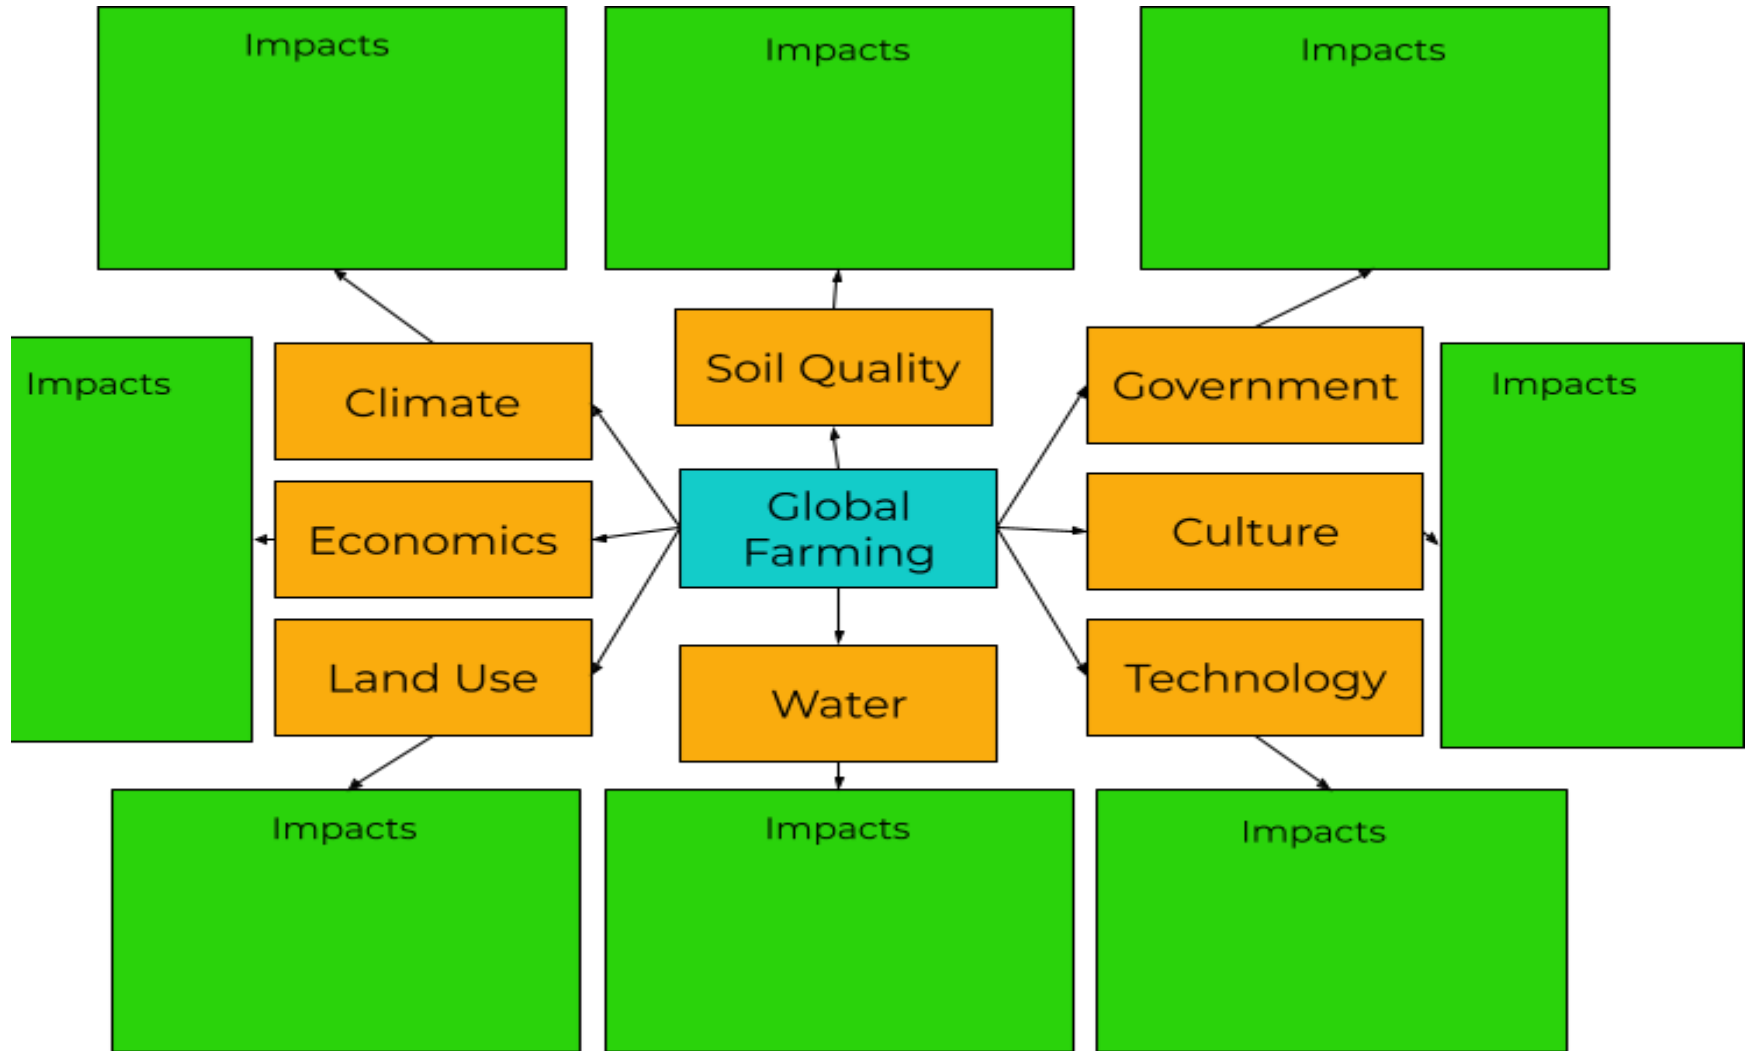 Impacts
Impacts
Impacts
Impacts
Climate
Soil Quality
Government
Impacts
Economics
Global
Farming
Culture
Land Use
Water
Technology
Impacts
Impacts
Impacts